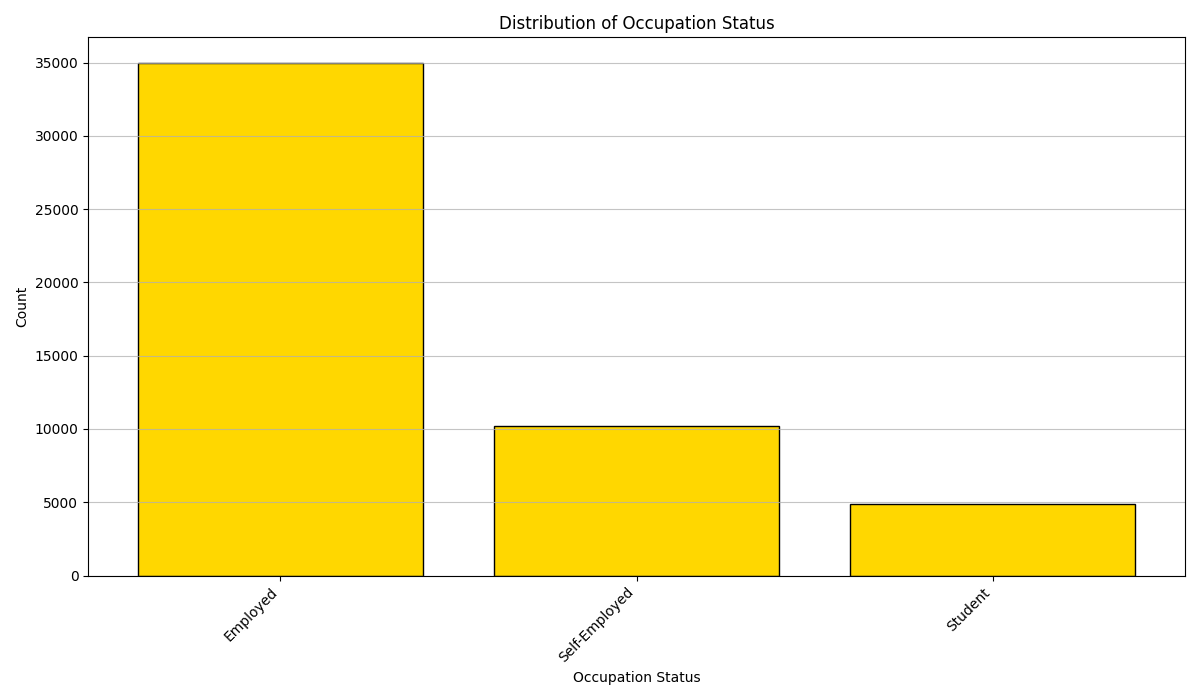 Distribution of Occupation Status
35000
30000
25000
20000
15000
10000
5000
0
Count
Employed
Self-Employed
Student
Occupation Status